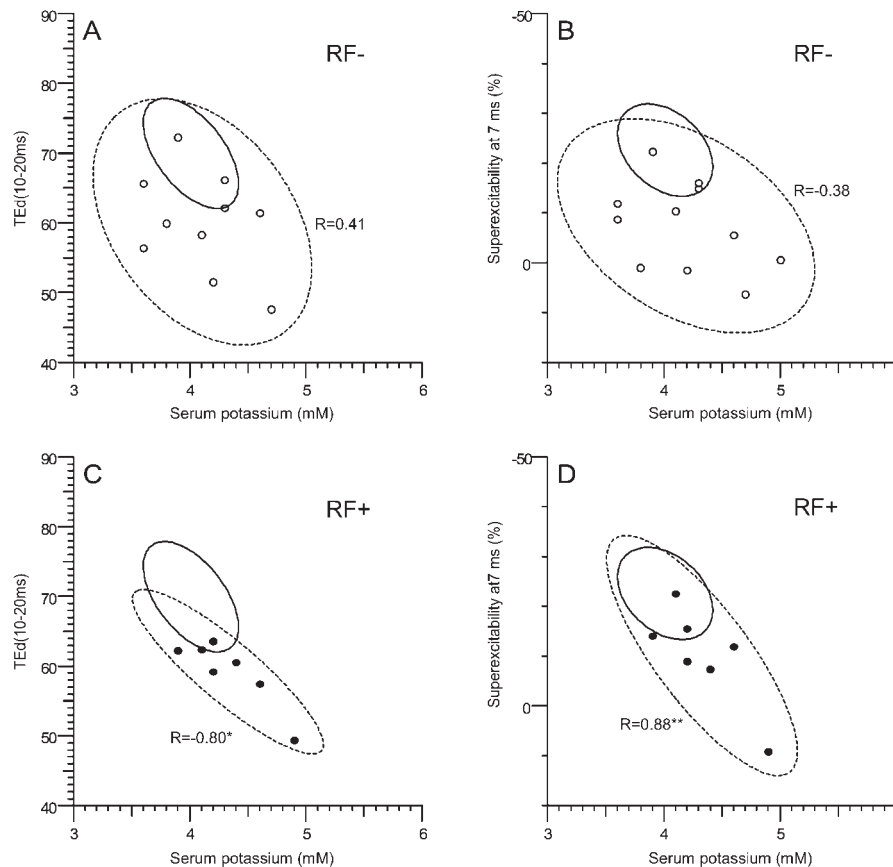 A
RF-
90
80
70
60
50
40
TEd(10-20ms)
R=0.41
3 4 5 6
Serum potassium (mM)
B
RF-
-50
0
Superexcitability at 7 ms (%)
R=-0.38
3 4 5
Serum potassium (mM)
C
RF+
90
80
70
60
50
40
TEd(10-20ms)
R=-0.80*
3 4 5 6
Serum potassium (mM)
D
RF+
-50
0
Superexcitability at7 ms (%)
R=0.88**
3 4 5
Serum potassium (mM)